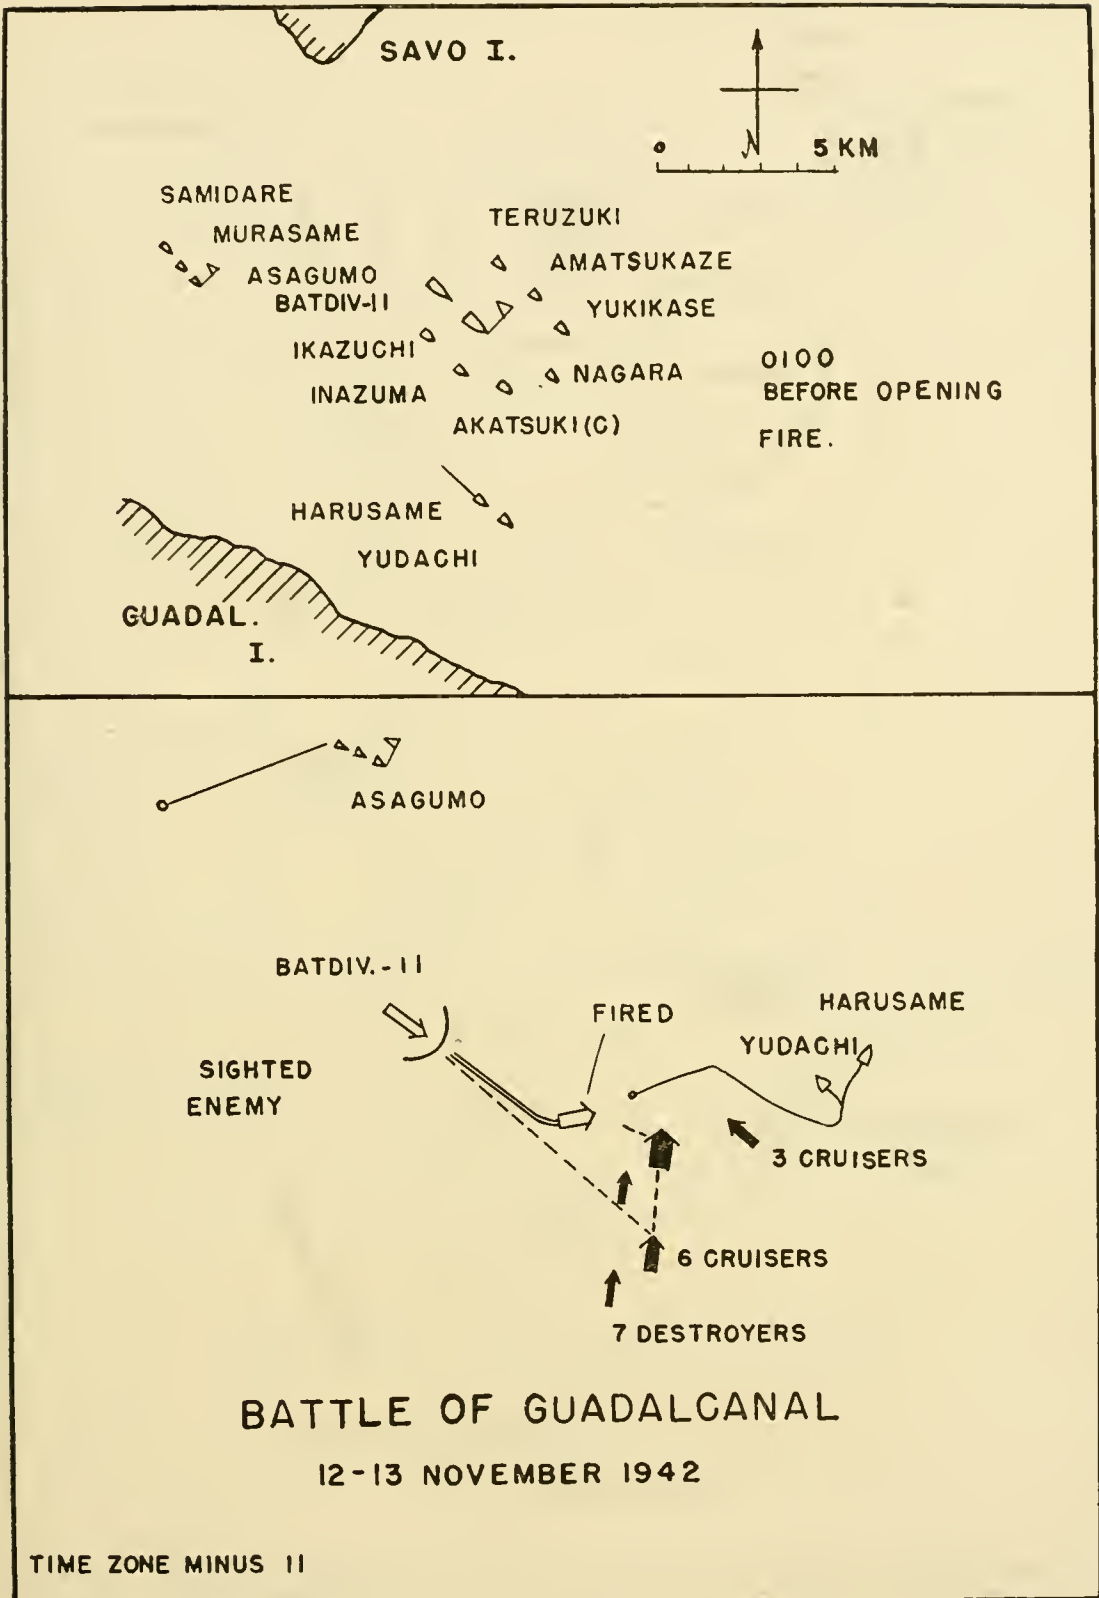 SAVO I.
N
0 5 KM
SAMIDARE
MURASAME
TERUZUKI
ASAGUMO
AMATSUKAZE
BATDIV-11
YUKIKASE
IKAZUCHI
INAZUMA
NAGARA
AKATSUKI (C)
0100
BEFORE OPENING
FIRE.
HARUSAME
YUDACHI
GUADAL.
I.
ASAGUMO
BATDIV.-11
SIGHTED
ENEMY
FIRED
HARUSAME
YUDACHI
3 CRUISERS
6 CRUISERS
7 DESTROYERS
BATTLE OF GUADALCANAL
12-13 NOVEMBER 1942
TIME ZONE MINUS 11